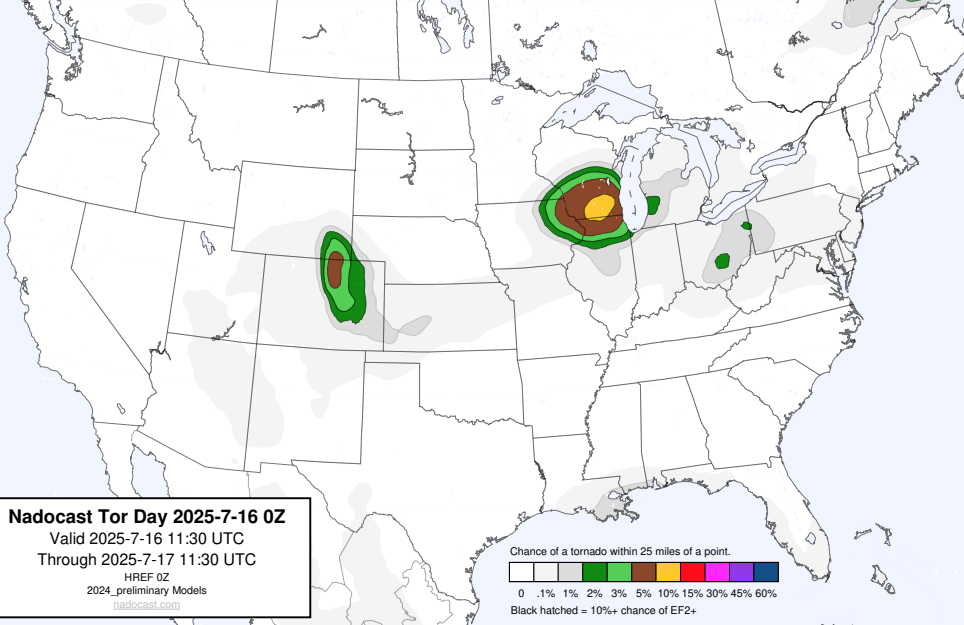 Nadocast Tor Day 2025-7-16 0Z
Valid 2025-7-16 11:30 UTC
Through 2025-7-17 11:30 UTC
HREF 0Z
2024_preliminary Models
nadocast.com
Chance of a tornado within 25 miles of a point.
0 .1% 1% 2% 3% 5% 10% 15% 30% 45% 60%
Black hatched = 10%+ chance of EF2+